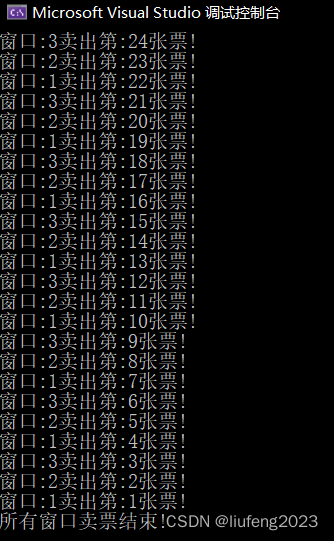 Microsoft Visual Studio 调试控制台
窗口:3卖出第:24张票!
窗口:2卖出第:23张票!
窗口:1卖出第:22张票!
窗口:3卖出第:21张票!
窗口:2卖出第:20张票!
窗口:1卖出第:19张票!
窗口:3卖出第:18张票!
窗口:2卖出第:17张票!
窗口:1卖出第:16张票!
窗口:3卖出第:15张票!
窗口:2卖出第:14张票!
窗口:1卖出第:13张票!
窗口:3卖出第:12张票!
窗口:2卖出第:11张票!
窗口:1卖出第:10张票!
窗口:3卖出第:9张票!
窗口:2卖出第:8张票!
窗口:1卖出第:7张票!
窗口:3卖出第:6张票!
窗口:2卖出第:5张票!
窗口:1卖出第:4张票!
窗口:3卖出第:3张票!
窗口:2卖出第:2张票!
窗口:1卖出第:1张票!
所有窗口卖票结束!CSDN @liufeng2023